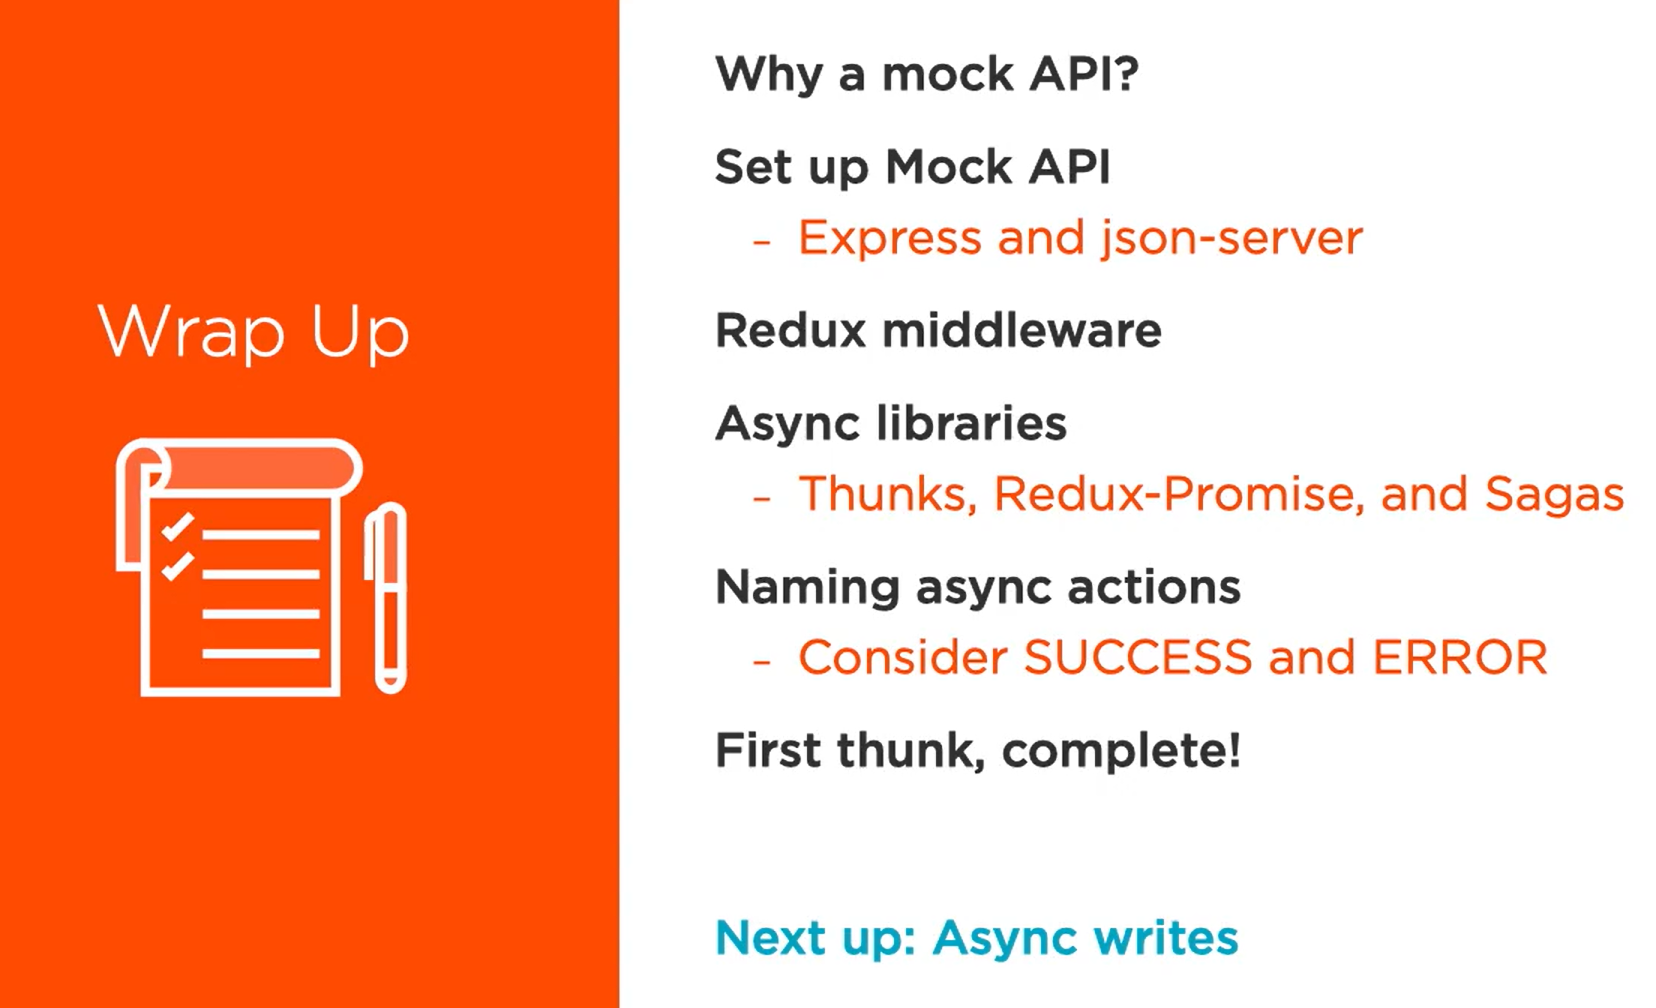 Wrap Up
Why a mock API?
Set up Mock API
– Express and json-server
Redux middleware
Async libraries
– Thunks, Redux-Promise, and Sagas
Naming async actions
– Consider SUCCESS and ERROR
First thunk, complete!
Next up: Async writes